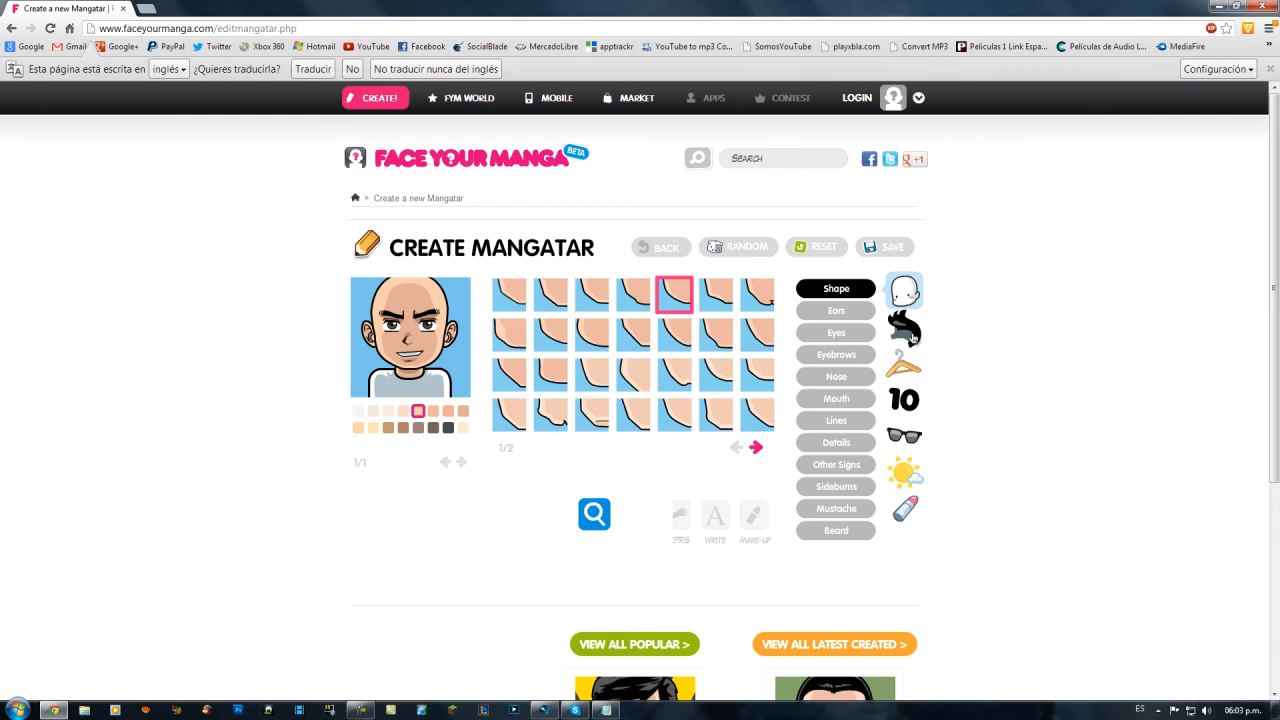 Create a new Mangatar | F
www.faceyourmanga.com/editmangatar.php
Google Gmail Google+ PayPal Twitter Xbox 360 Hotmail YouTube Facebook SocialBlade MercadoLibre apptrackr YouTube to mp3 Co... SomosYouTube playxbla.com Convert MP3 Peliculas 1 Link Espa... Películas de Audio L... MediaFire »
Esta página está escrita en inglés ¿Quieres traducirla? Traducir No No traducir nunca del inglés Configuración
CREATE! FYM WORLD MOBILE MARKET APPS CONTEST LOGIN
FACE YOUR MANGA BETA
SEARCH
+1
Create a new Mangatar
CREATE MANGATAR
BACK RANDOM RESET SAVE
Shape
Ears
Eyes
Eyebrows
Nose
Mouth
Lines
Details
Other Signs
Sideburns
Mustache
Beard
10
1/2
1/1
A
WRITE MAKE-UP
VIEW ALL POPULAR >
VIEW ALL LATEST CREATED >
ES
06:03 p.m.